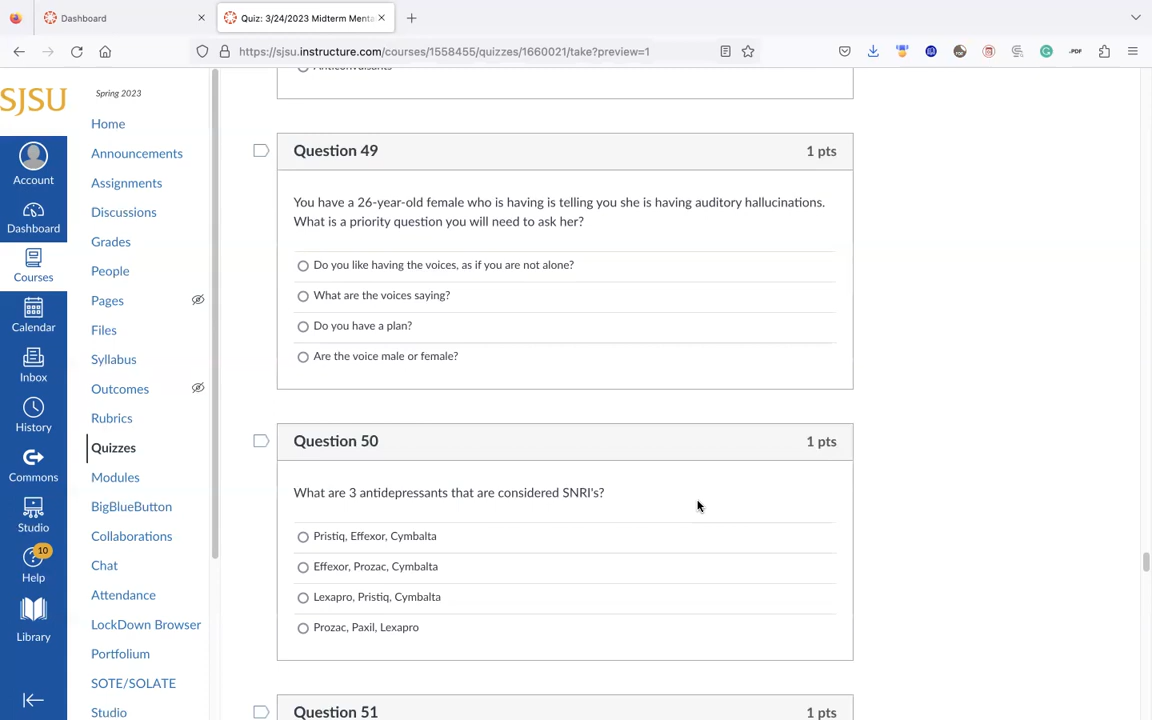 Dashboard
Quiz: 3/24/2023 Midterm Menta
https://sjsu.instructure.com/courses/1558455/quizzes/1660021/take?preview=1
.PDF
SJSU
Account
Dashboard
Courses
Calendar
Inbox
History
Commons
Studio
10
Help
Library
Spring 2023
Home
Announcements
Assignments
Discussions
Grades
People
Pages
Files
Syllabus
Outcomes
Rubrics
Quizzes
Modules
BigBlueButton
Collaborations
Chat
Attendance
LockDown Browser
Portfolium
SOTE/SOLATE
Studio
Anticonvulsants
Question 49 1 pts
You have a 26-year-old female who is having is telling you she is having auditory hallucinations.
What is a priority question you will need to ask her?
Do you like having the voices, as if you are not alone?
What are the voices saying?
Do you have a plan?
Are the voice male or female?
Question 50 1 pts
What are 3 antidepressants that are considered SNRI's?
Pristiq, Effexor, Cymbalta
Effexor, Prozac, Cymbalta
Lexapro, Pristiq, Cymbalta
Prozac, Paxil, Lexapro
Question 51 1 pts